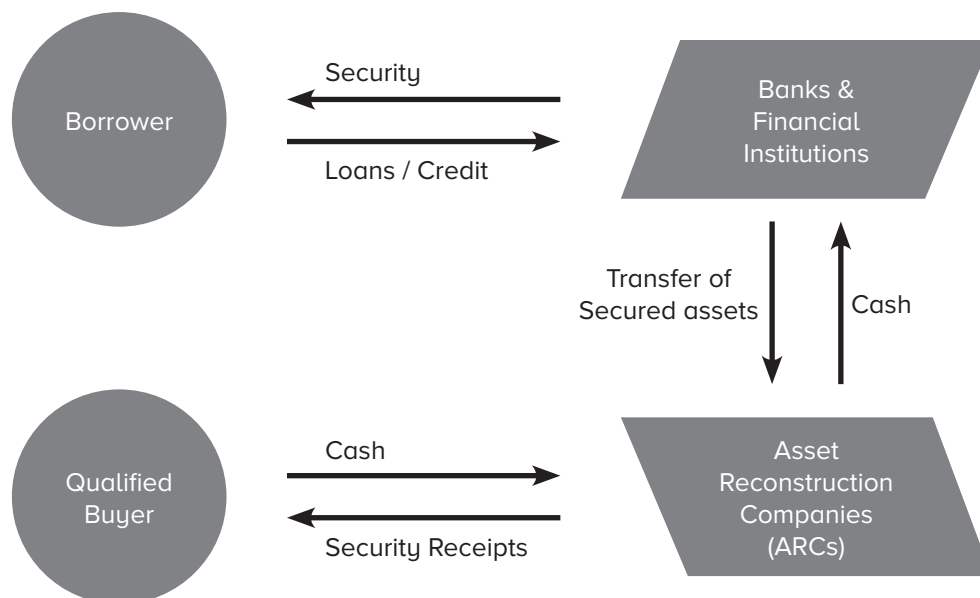 Borrower
Security
Loans / Credit
Banks &
Financial
Institutions
Transfer of
Secured assets
Cash
Qualified
Buyer
Cash
Security Receipts
Asset
Reconstruction
Companies
(ARCs)